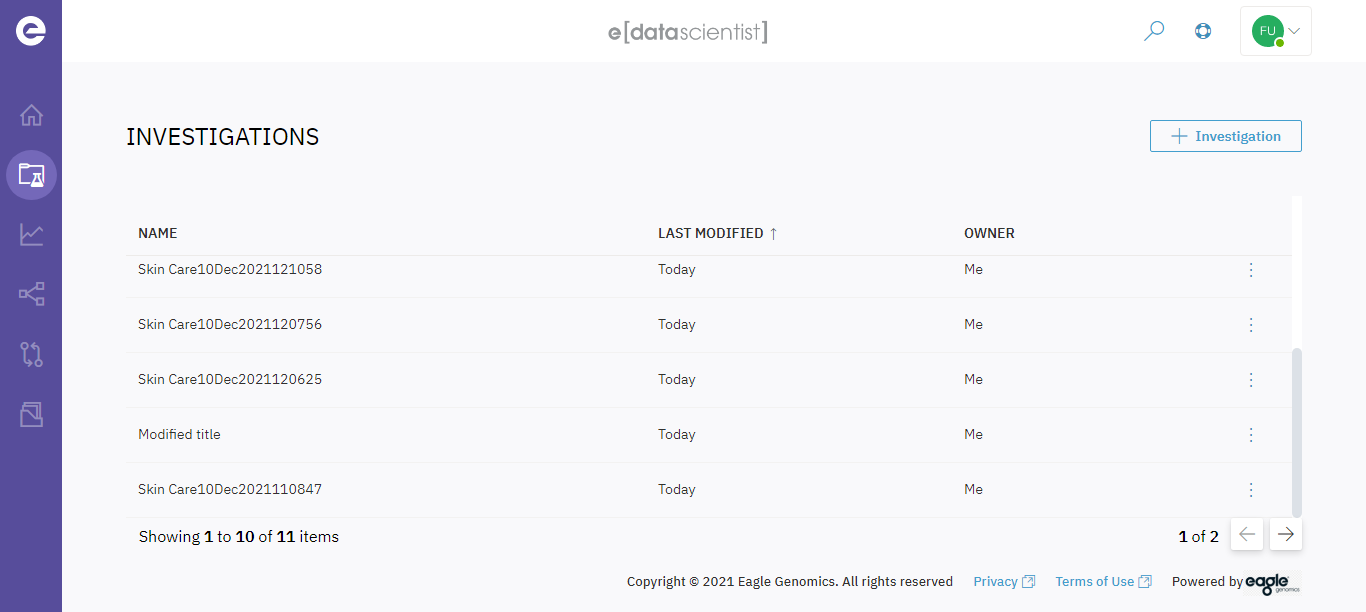 e
e[datascientist]
FU
INVESTIGATIONS
Investigation
NAME LAST MODIFIED ↑ OWNER
Skin Care10Dec2021121058 Today Me
Skin Care10Dec2021120756 Today Me
Skin Care10Dec2021120625 Today Me
Modified title Today Me
Skin Care10Dec2021110847 Today Me
Showing 1 to 10 of 11 items 1 of 2
Copyright © 2021 Eagle Genomics. All rights reserved Privacy Terms of Use Powered by eagle genomics